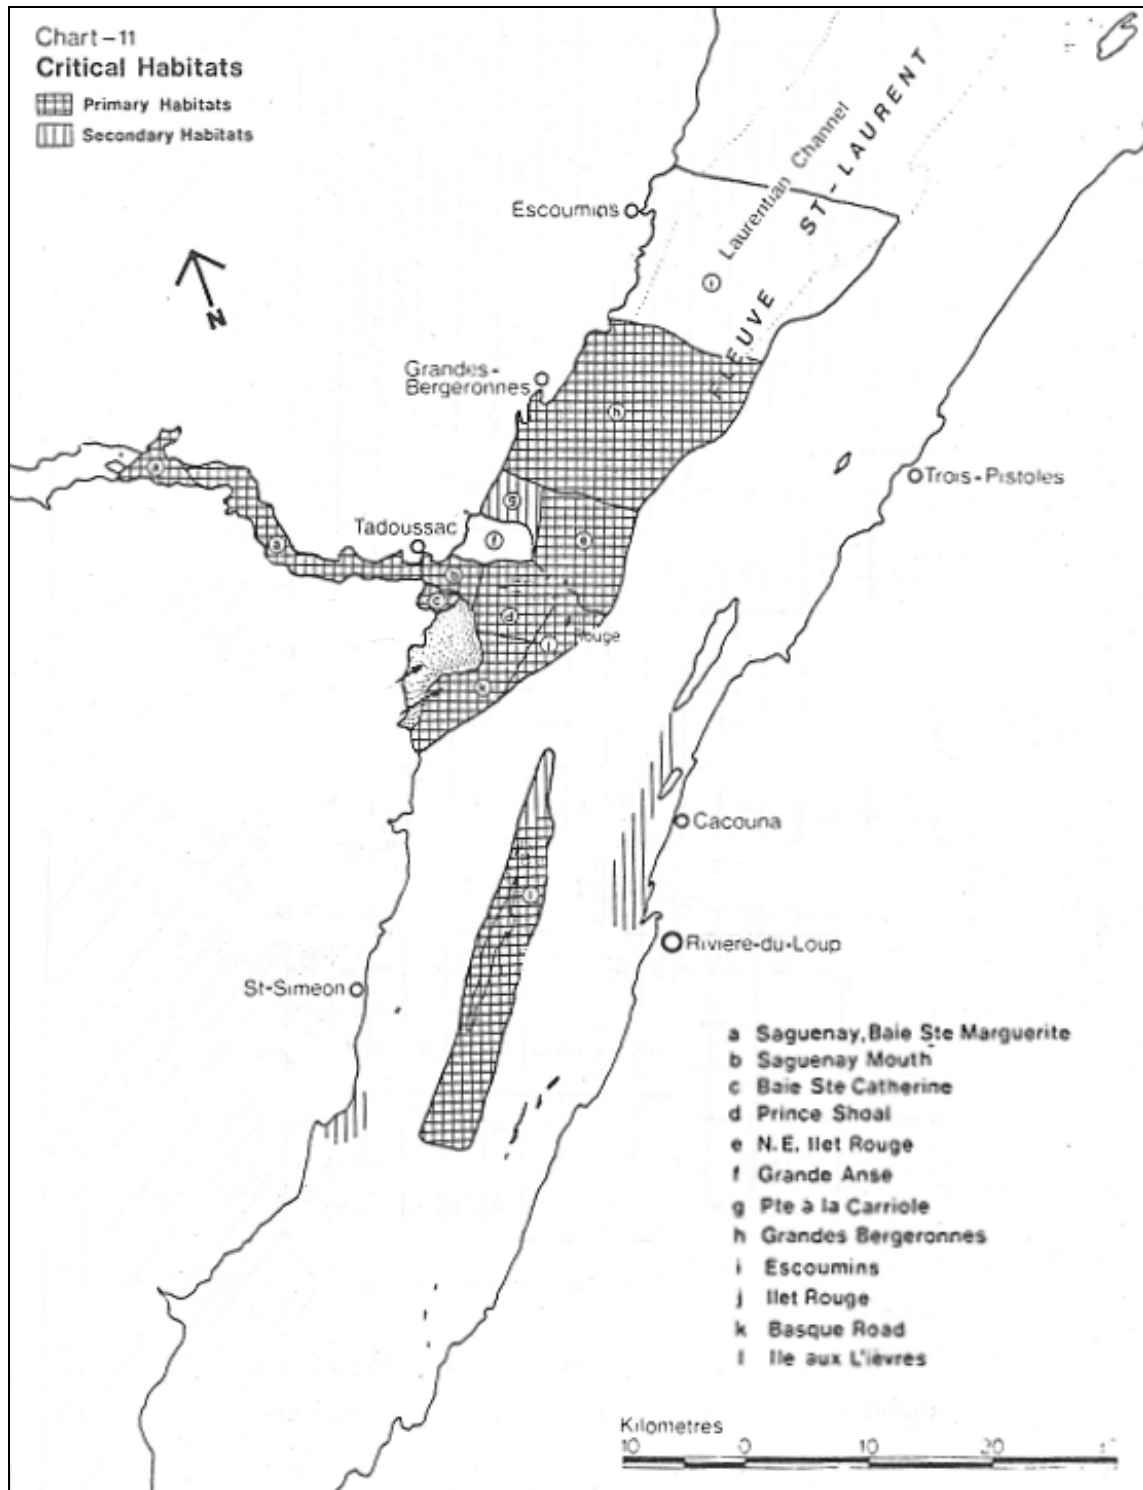 Chart-11
Critical Habitats
Primary Habitats
Secondary Habitats
FLEUVE ST-LAURENT
Laurentian Channel
Escoumins
i
N
Grandes-
Bergeronnes
h
a
Trois-Pistoles
g
Tadoussac
f
e
a
b
c
d
Rouge
j
k
Cacouna
l
Riviere-du-Loup
St-Simeon
a Saguenay, Baie Ste Marguerite
b Saguenay Mouth
c Baie Ste Catherine
d Prince Shoal
e N.E. Ilet Rouge
f Grande Anse
g Pte à la Carriole
h Grandes Bergeronnes
i Escoumins
j Ilet Rouge
k Basque Road
l Ile aux L'ièvres
Kilometres
10 0 10 20